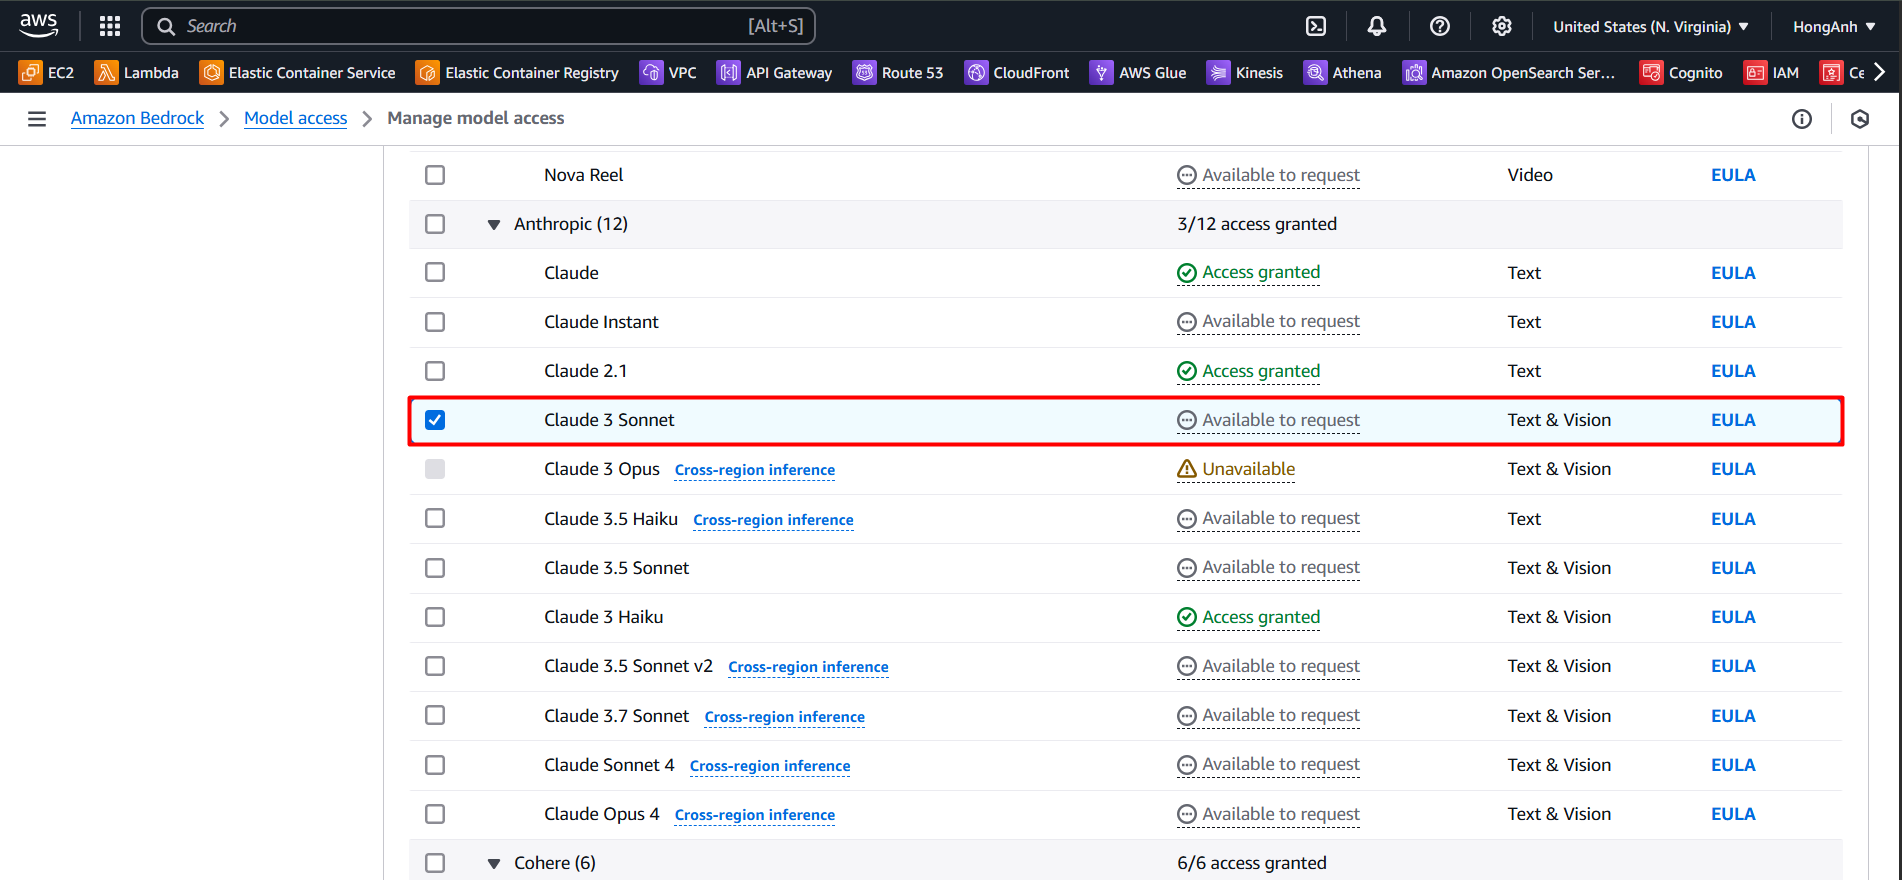 aws Search [Alt+S] United States (N. Virginia) HongAnh
EC2 Lambda Elastic Container Service Elastic Container Registry VPC API Gateway Route 53 CloudFront AWS Glue Kinesis Athena Amazon OpenSearch Ser... Cognito IAM Ce
Amazon Bedrock Model access Manage model access
Nova Reel Available to request Video EULA
Anthropic (12) 3/12 access granted
Claude Access granted Text EULA
Claude Instant Available to request Text EULA
Claude 2.1 Access granted Text EULA
Claude 3 Sonnet Available to request Text & Vision EULA
Claude 3 Opus Cross-region inference Unavailable Text & Vision EULA
Claude 3.5 Haiku Cross-region inference Available to request Text EULA
Claude 3.5 Sonnet Available to request Text & Vision EULA
Claude 3 Haiku Access granted Text & Vision EULA
Claude 3.5 Sonnet v2 Cross-region inference Available to request Text & Vision EULA
Claude 3.7 Sonnet Cross-region inference Available to request Text & Vision EULA
Claude Sonnet 4 Cross-region inference Available to request Text & Vision EULA
Claude Opus 4 Cross-region inference Available to request Text & Vision EULA
Cohere (6) 6/6 access granted